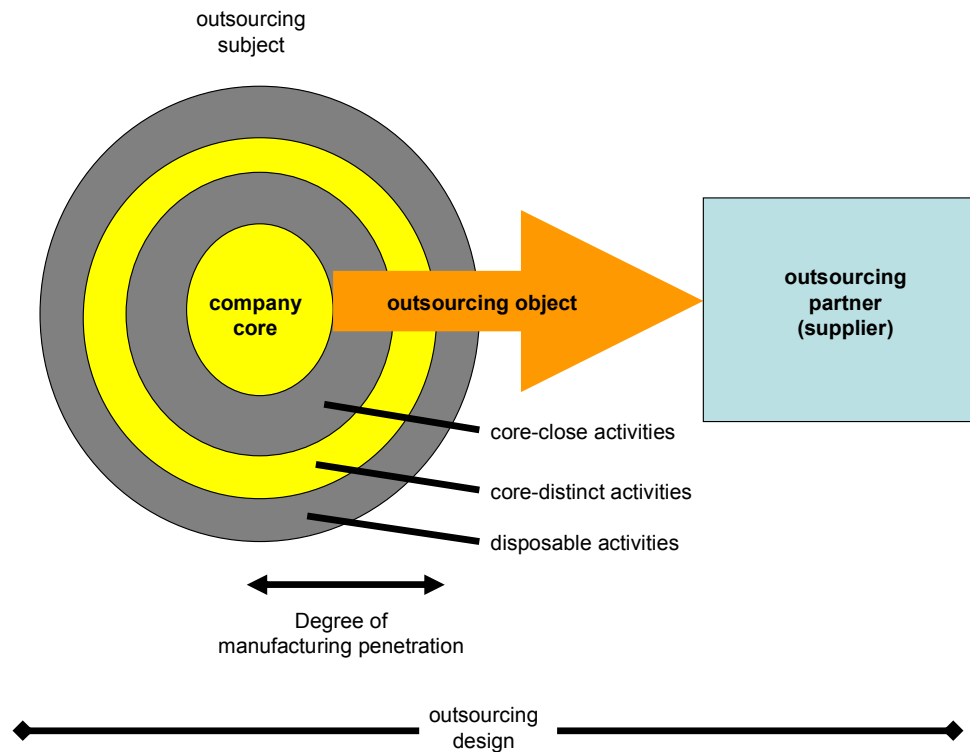 outsourcing
subject
company
core
outsourcing object
outsourcing
partner
(supplier)
core-close activities
core-distinct activities
disposable activities
Degree of
manufacturing penetration
outsourcing
design